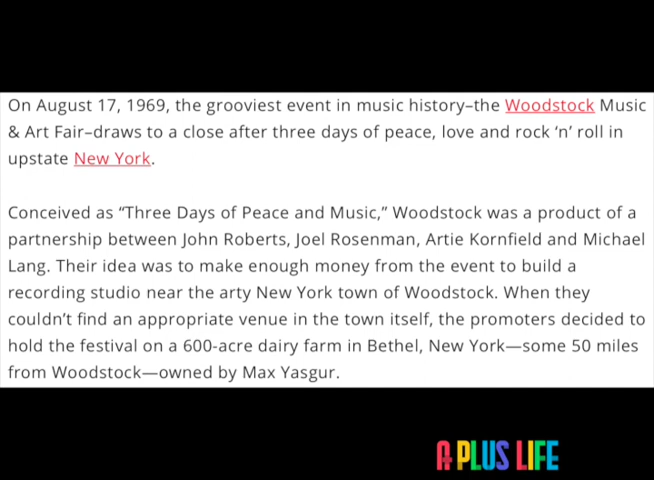 On August 17, 1969, the grooviest event in music history–the Woodstock Music
& Art Fair–draws to a close after three days of peace, love and rock ‘n’ roll in
upstate New York.
Conceived as “Three Days of Peace and Music,” Woodstock was a product of a
partnership between John Roberts, Joel Rosenman, Artie Kornfield and Michael
Lang. Their idea was to make enough money from the event to build a
recording studio near the arty New York town of Woodstock. When they
couldn’t find an appropriate venue in the town itself, the promoters decided to
hold the festival on a 600-acre dairy farm in Bethel, New York—some 50 miles
from Woodstock—owned by Max Yasgur.
A PLUS LIFE